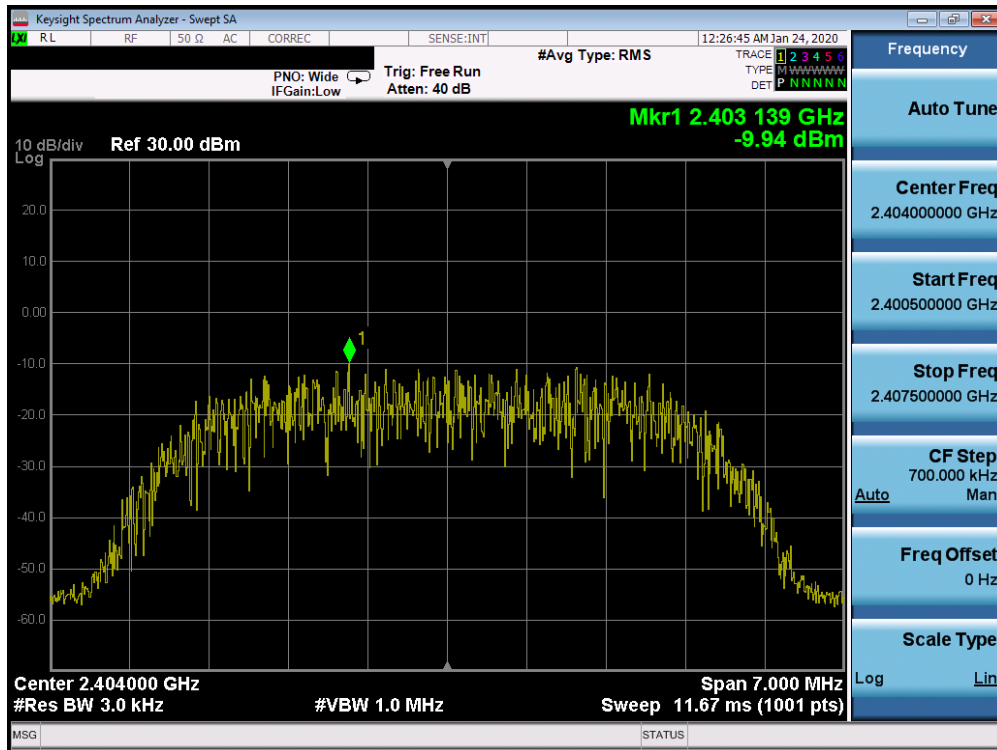 Keysight Spectrum Analyzer - Swept SA
LXI RL RF 50 Ω AC CORREC SENSE:INT 12:26:45 AM Jan 24, 2020
#Avg Type: RMS
TRACE 1 2 3 4 5 6
PNO: Wide Trig: Free Run TYPE M WWWWW
IFGain:Low Atten: 40 dB DET P N N N N N
Mkr1 2.403 139 GHz
-9.94 dBm
10 dB/div Ref 30.00 dBm
Log
20.0
10.0
0.00
1
-10.0
-20.0
-30.0
-40.0
-50.0
-60.0
Center 2.404000 GHz Span 7.000 MHz
#Res BW 3.0 kHz #VBW 1.0 MHz Sweep 11.67 ms (1001 pts)
MSG STATUS
Frequency
Auto Tune
Center Freq
2.404000000 GHz
Start Freq
2.400500000 GHz
Stop Freq
2.407500000 GHz
CF Step
700.000 kHz
Auto Man
Freq Offset
0 Hz
Scale Type
Log Lin